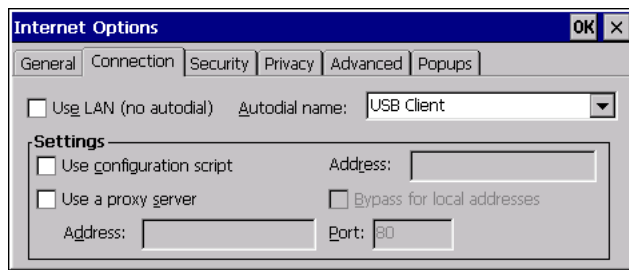 Internet Options OK ×
General Connection Security Privacy Advanced Popups
Use LAN (no autodial) Autodial name: USB Client
Settings
Use configuration script Address:
Use a proxy server Bypass for local addresses
Address: Port: 80